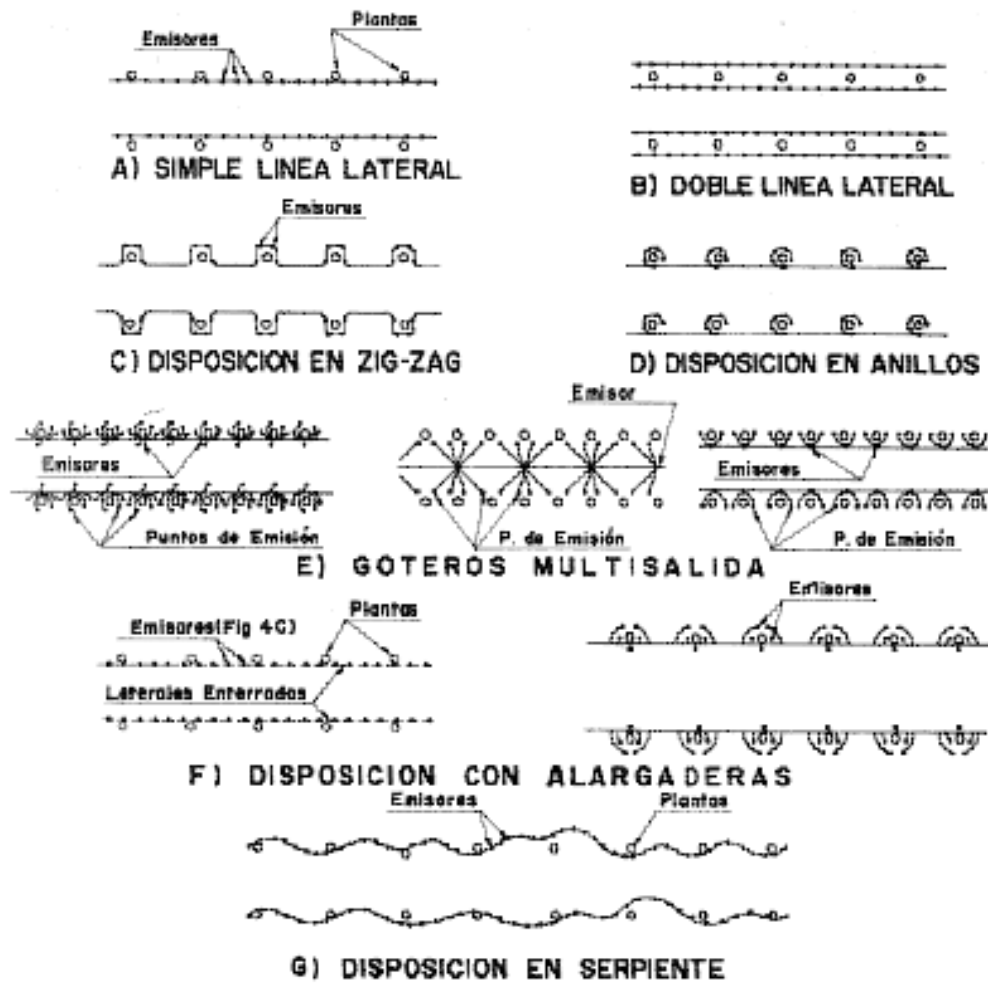 Emisores
Plantas
A) SIMPLE LINEA LATERAL
B) DOBLE LINEA LATERAL
Emisores
C) DISPOSICION EN ZIG-ZAG
D) DISPOSICION EN ANILLOS
Emisor
Emisores
Emisores
Puntos de Emisión
P. de Emisión
P. de Emisión
E) GOTEROS MULTISALIDA
Emisores(Fig 4C)
Plantas
Emisores
Laterales Enterrados
F) DISPOSICION CON ALARGADERAS
Emisores
Plantas
G) DISPOSICION EN SERPIENTE